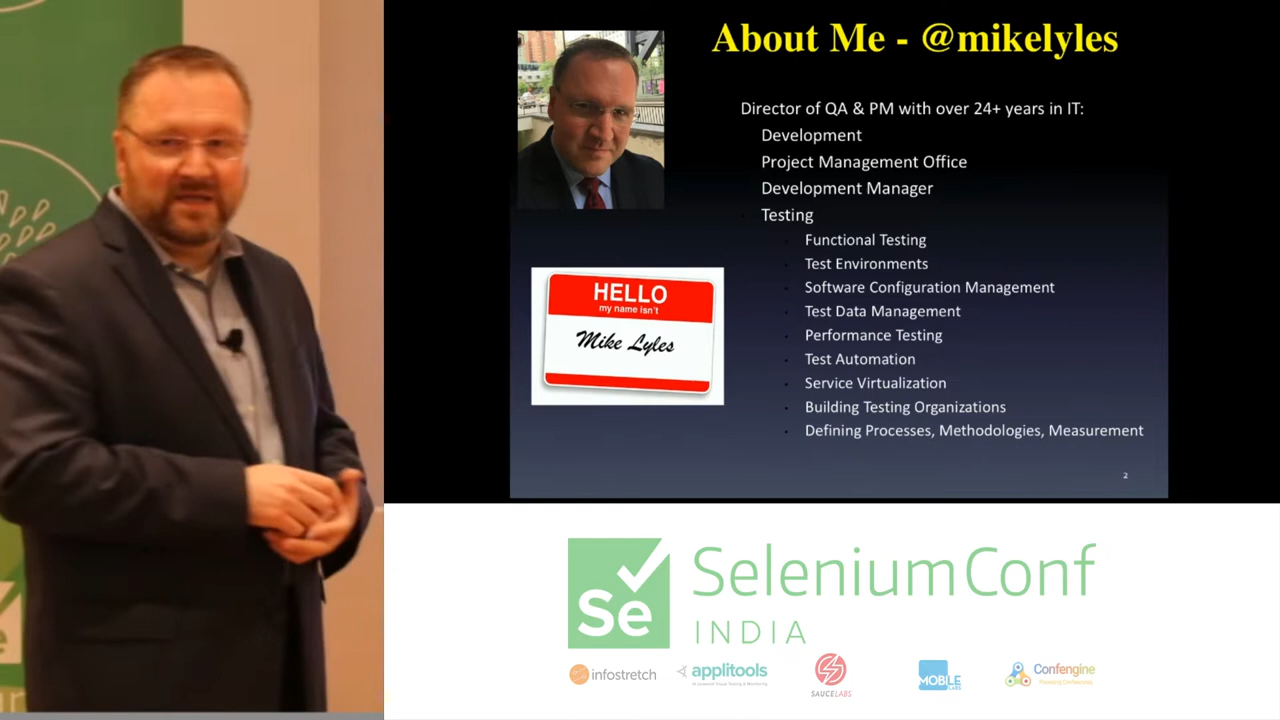 About Me - @mikelyles
Director of QA & PM with over 24+ years in IT:
Development
Project Management Office
Development Manager
Testing
Functional Testing
Test Environments
Software Configuration Management
Test Data Management
Performance Testing
Test Automation
Service Virtualization
Building Testing Organizations
Defining Processes, Methodologies, Measurement
HELLO
my name isn't
Mike Lyles
2
Se
SeleniumConf
INDIA
infostretch
applitools
SAUCELABS
MOBILE
LABS
Confengine
e